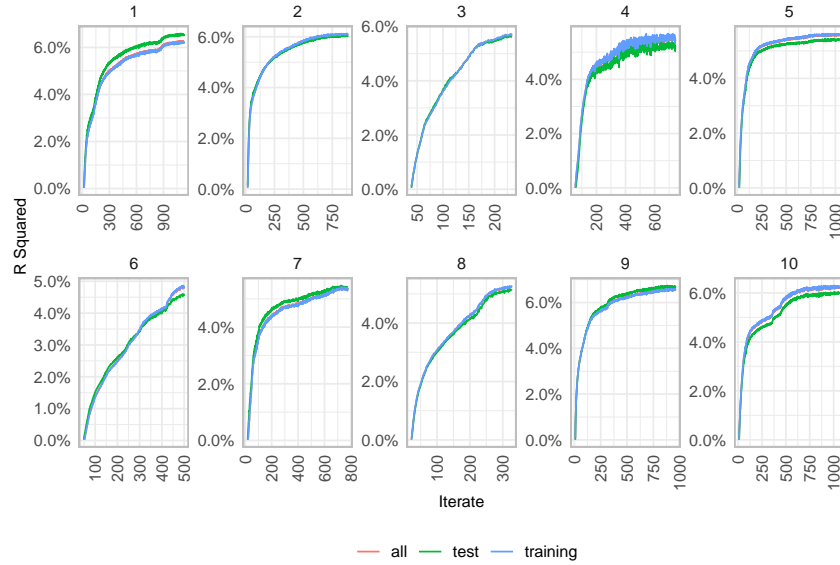 1 2 3 4 5
6.0% 6.0% 6.0%
4.0% 4.0% 4.0% 4.0% 4.0%
2.0% 2.0% 2.0% 2.0% 2.0%
0.0% 0.0% 0.0% 0.0% 0.0%
0 300 600 900 0 250 500 750 50 100 150 200 200 400 600 0 250 500 750 1000
R Squared
6 7 8 9 10
5.0% 6.0% 6.0%
4.0% 4.0% 4.0% 4.0% 4.0%
3.0%
2.0% 2.0% 2.0% 2.0% 2.0%
1.0%
0.0% 0.0% 0.0% 0.0% 0.0%
100 200 300 400 500 0 200 400 600 800 100 200 300 0 250 500 750 1000 0 250 500 750 1000
Iterate
all test training